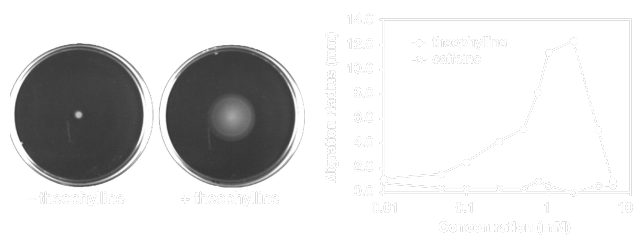 − theophylline
+ theophylline
Migration Radius (mm)
14.0
12.0
10.0
8.0
6.0
4.0
2.0
0.0
theophylline
caffeine
0.01 0.1 1 10
Concentration (mM)